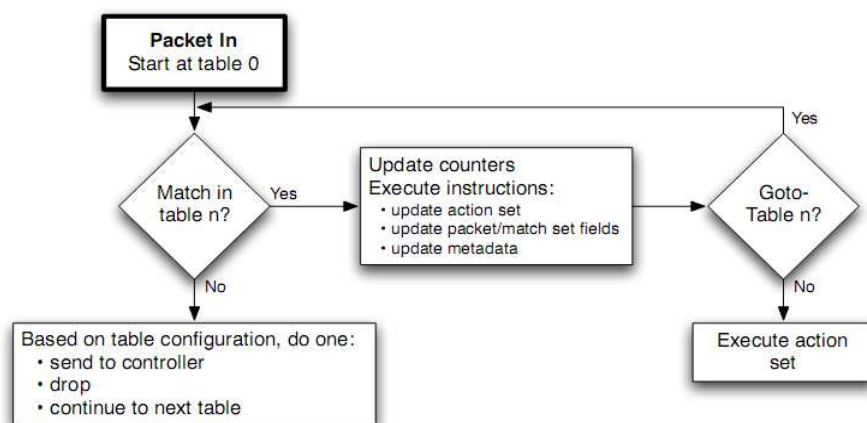 Packet In
Start at table 0
Yes
Match in
table n?
Yes
Update counters
Execute instructions:
• update action set
• update packet/match set fields
• update metadata
Goto-
Table n?
No
No
Based on table configuration, do one:
• send to controller
• drop
• continue to next table
Execute action
set